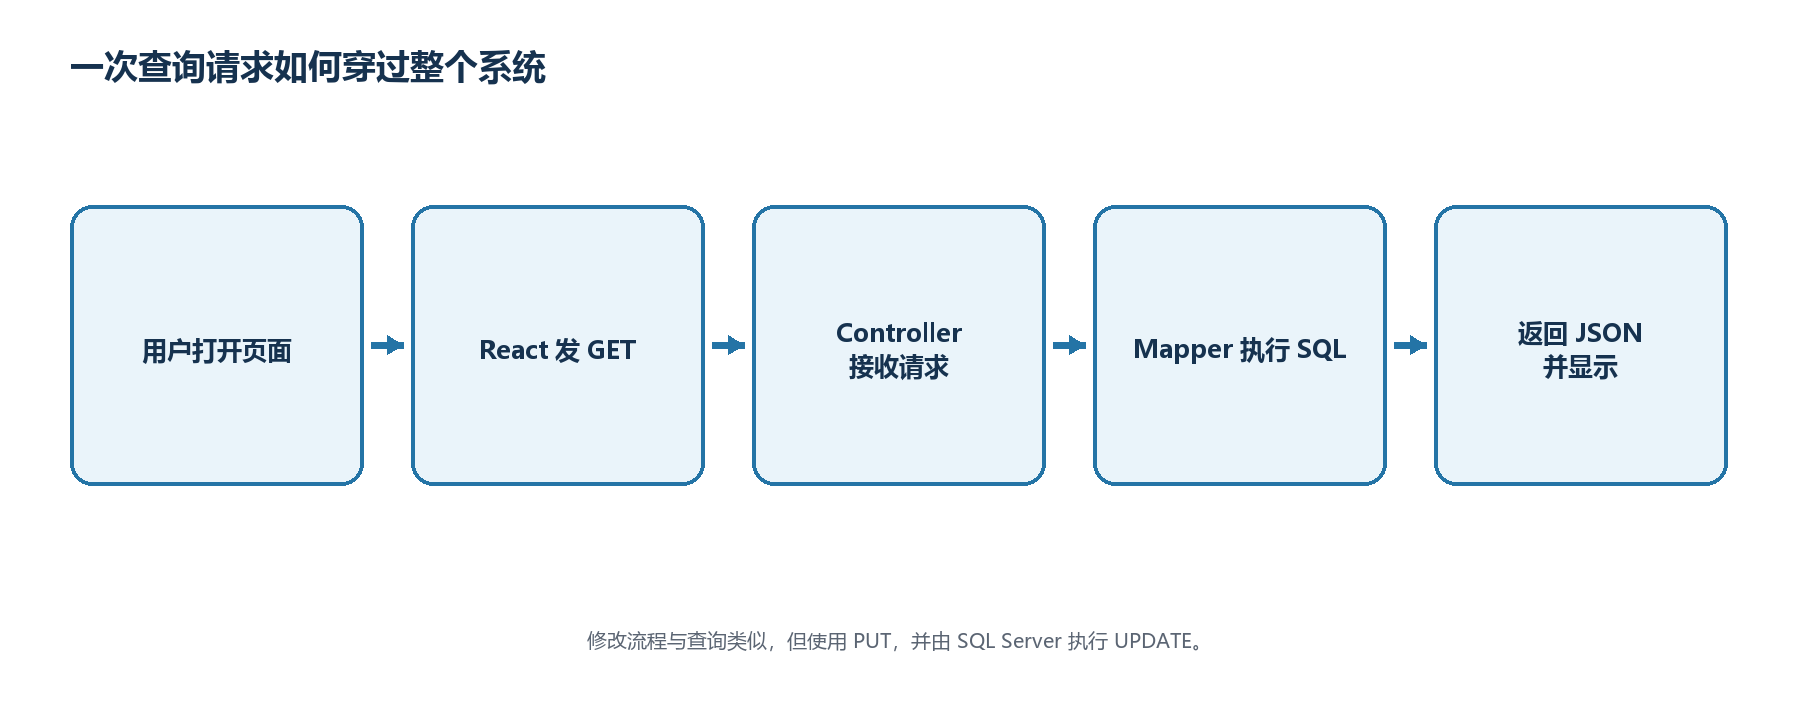 一次查询请求如何穿过整个系统
用户打开页面
React 发 GET
Controller
接收请求
Mapper 执行 SQL
返回 JSON
并显示
修改流程与查询类似，但使用 PUT，并由 SQL Server 执行 UPDATE。